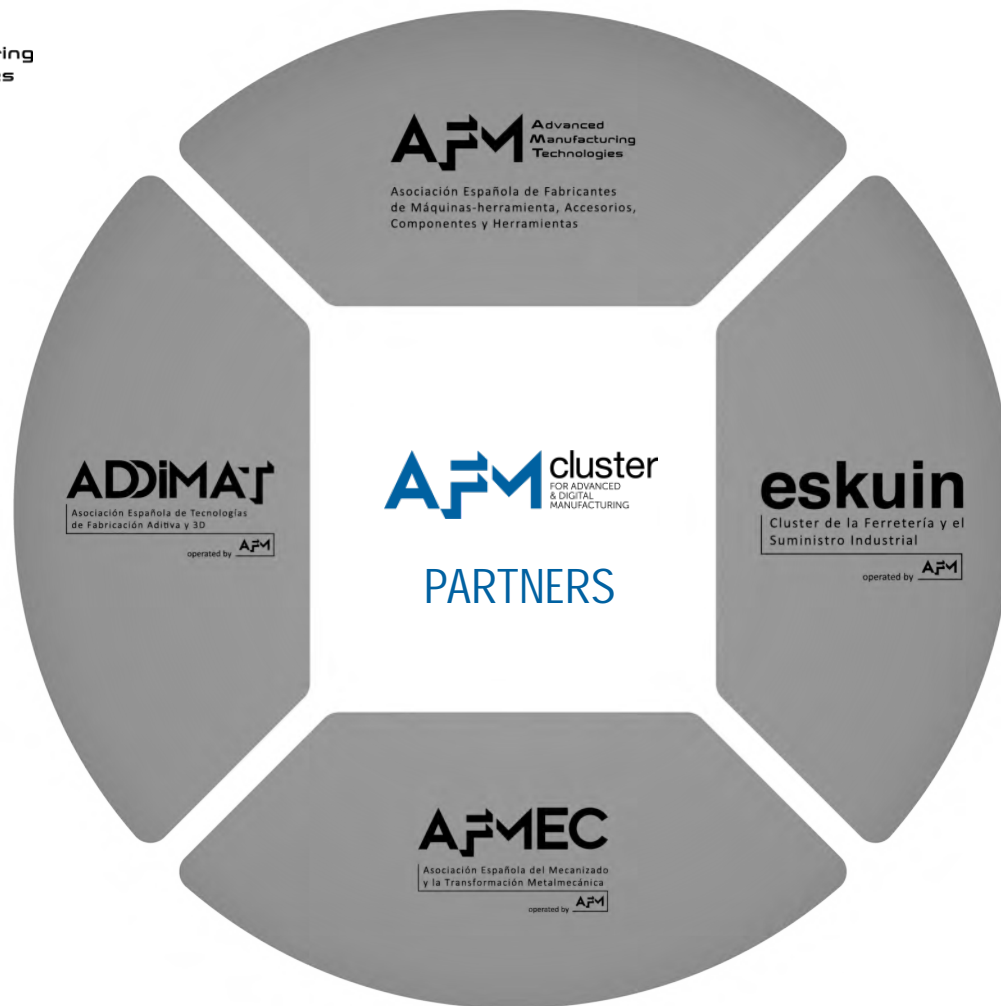 AFM Advanced
Manufacturing
Technologies
Asociación Española de Fabricantes
de Máquinas-herramienta, Accesorios,
Componentes y Herramientas
ADDiMAT
Asociación Española de Tecnologías
de Fabricación Aditiva y 3D
operated by AFM
AFM cluster
FOR ADVANCED
& DIGITAL
MANUFACTURING
PARTNERS
eskuin
Cluster de la Ferretería y el
Suministro Industrial
operated by AFM
AFMEC
Asociación Española del Mecanizado
y la Transformación Metalmecánica
operated by AFM